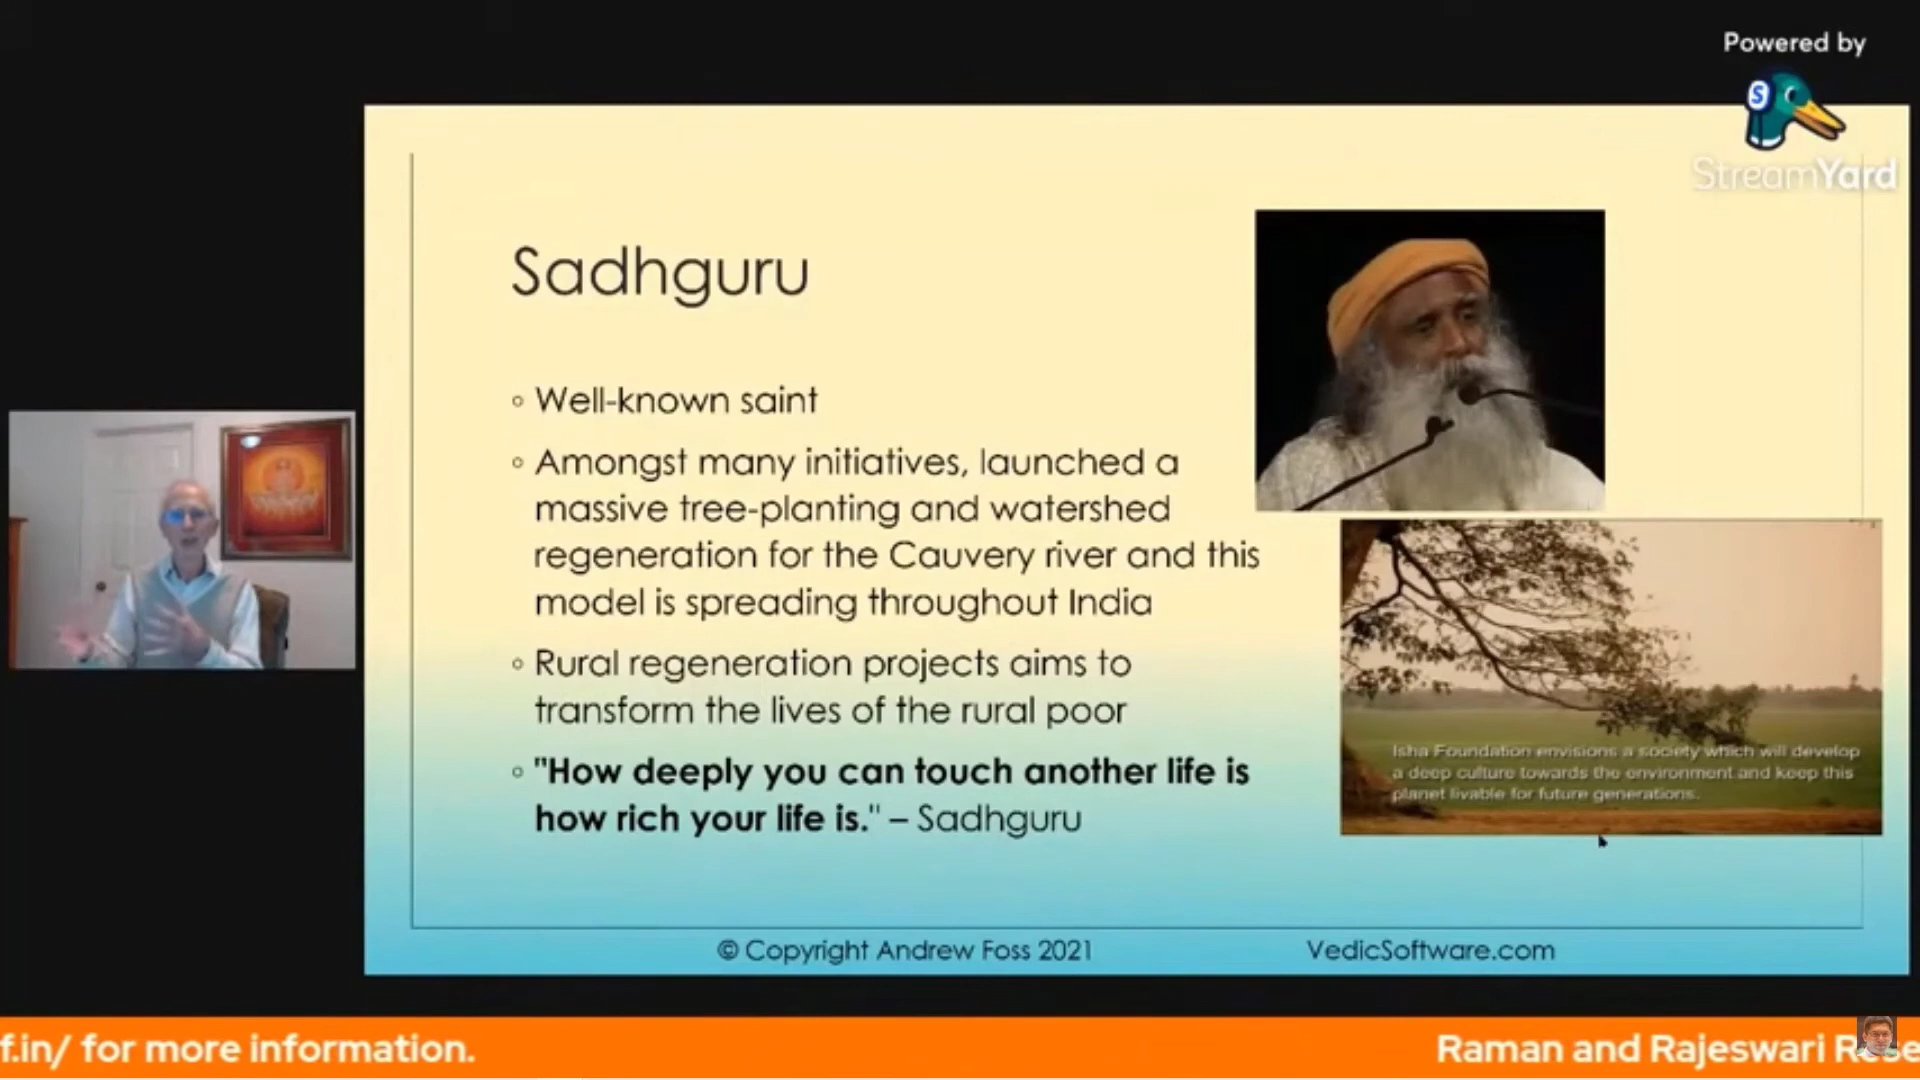 Powered by
S
StreamYard
Sadhguru
◦ Well-known saint
◦ Amongst many initiatives, launched a
massive tree-planting and watershed
regeneration for the Cauvery river and this
model is spreading throughout India
◦ Rural regeneration projects aims to
transform the lives of the rural poor
◦ "How deeply you can touch another life is
how rich your life is." – Sadhguru
Isha Foundation envisions a society which will develop
a deep culture towards the environment and keep this
planet livable for future generations.
© Copyright Andrew Foss 2021
VedicSoftware.com
f.in/ for more information.
Raman and Rajeswari Rese